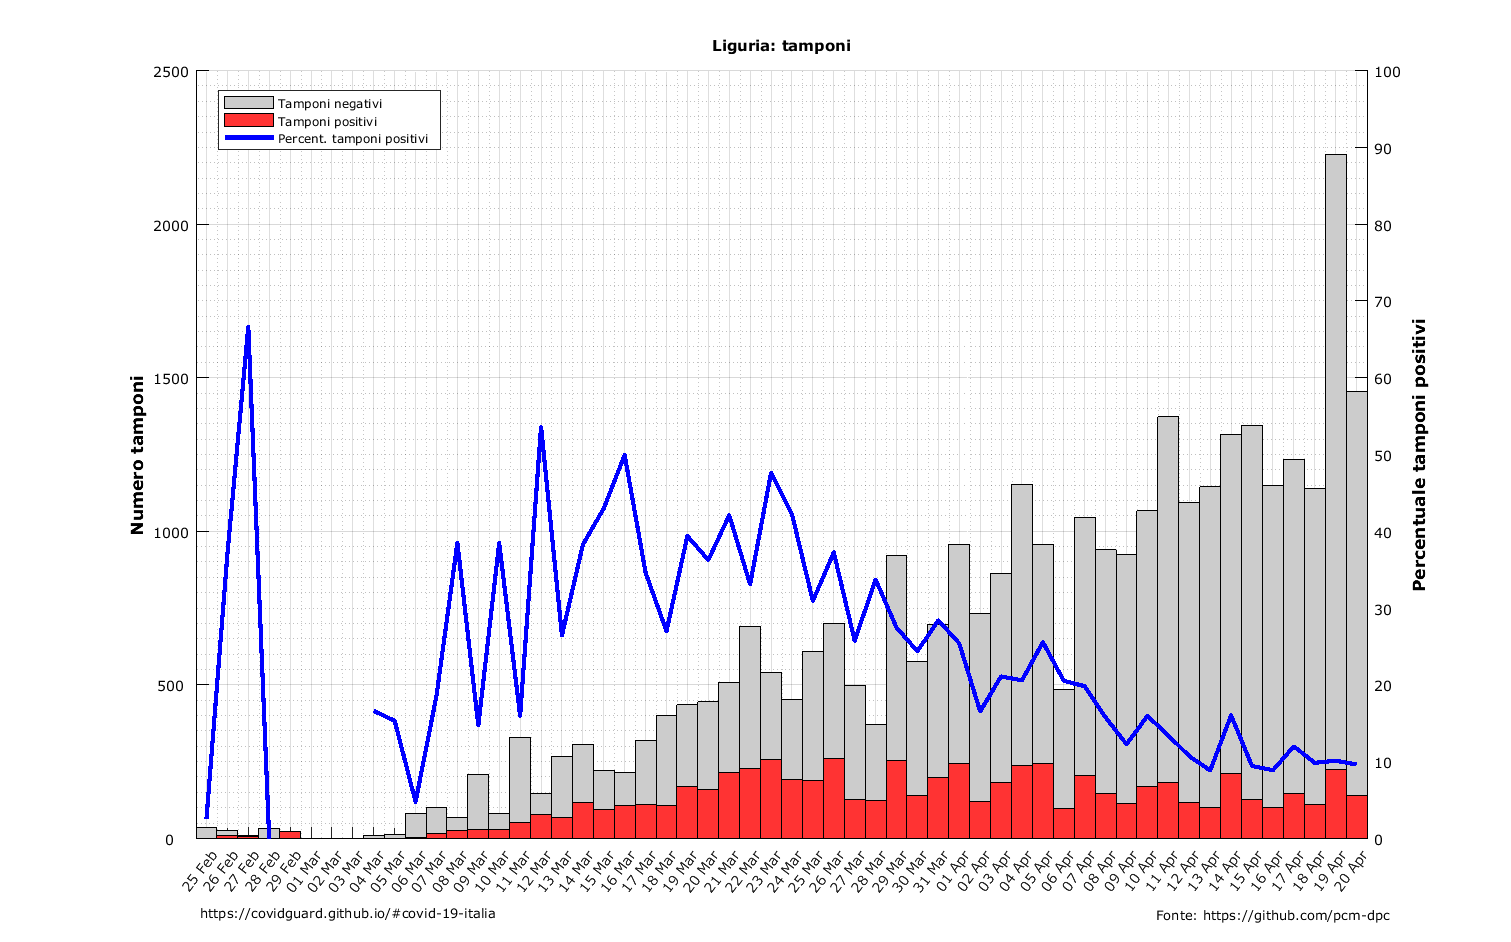 Liguria: tamponi
2500
2000
1500
1000
500
0
Numero tamponi
Tamponi negativi
Tamponi positivi
Percent. tamponi positivi
100
90
80
70
60
50
40
30
20
10
0
Percentuale tamponi positivi
25 Feb
26 Feb
27 Feb
28 Feb
29 Feb
01 Mar
02 Mar
03 Mar
04 Mar
05 Mar
06 Mar
07 Mar
08 Mar
09 Mar
10 Mar
11 Mar
12 Mar
13 Mar
14 Mar
15 Mar
16 Mar
17 Mar
18 Mar
19 Mar
20 Mar
21 Mar
22 Mar
23 Mar
24 Mar
25 Mar
26 Mar
27 Mar
28 Mar
29 Mar
30 Mar
31 Mar
01 Apr
02 Apr
03 Apr
04 Apr
05 Apr
06 Apr
07 Apr
08 Apr
09 Apr
10 Apr
11 Apr
12 Apr
13 Apr
14 Apr
15 Apr
16 Apr
17 Apr
18 Apr
19 Apr
20 Apr
https://covidguard.github.io/#covid-19-italia
Fonte: https://github.com/pcm-dpc